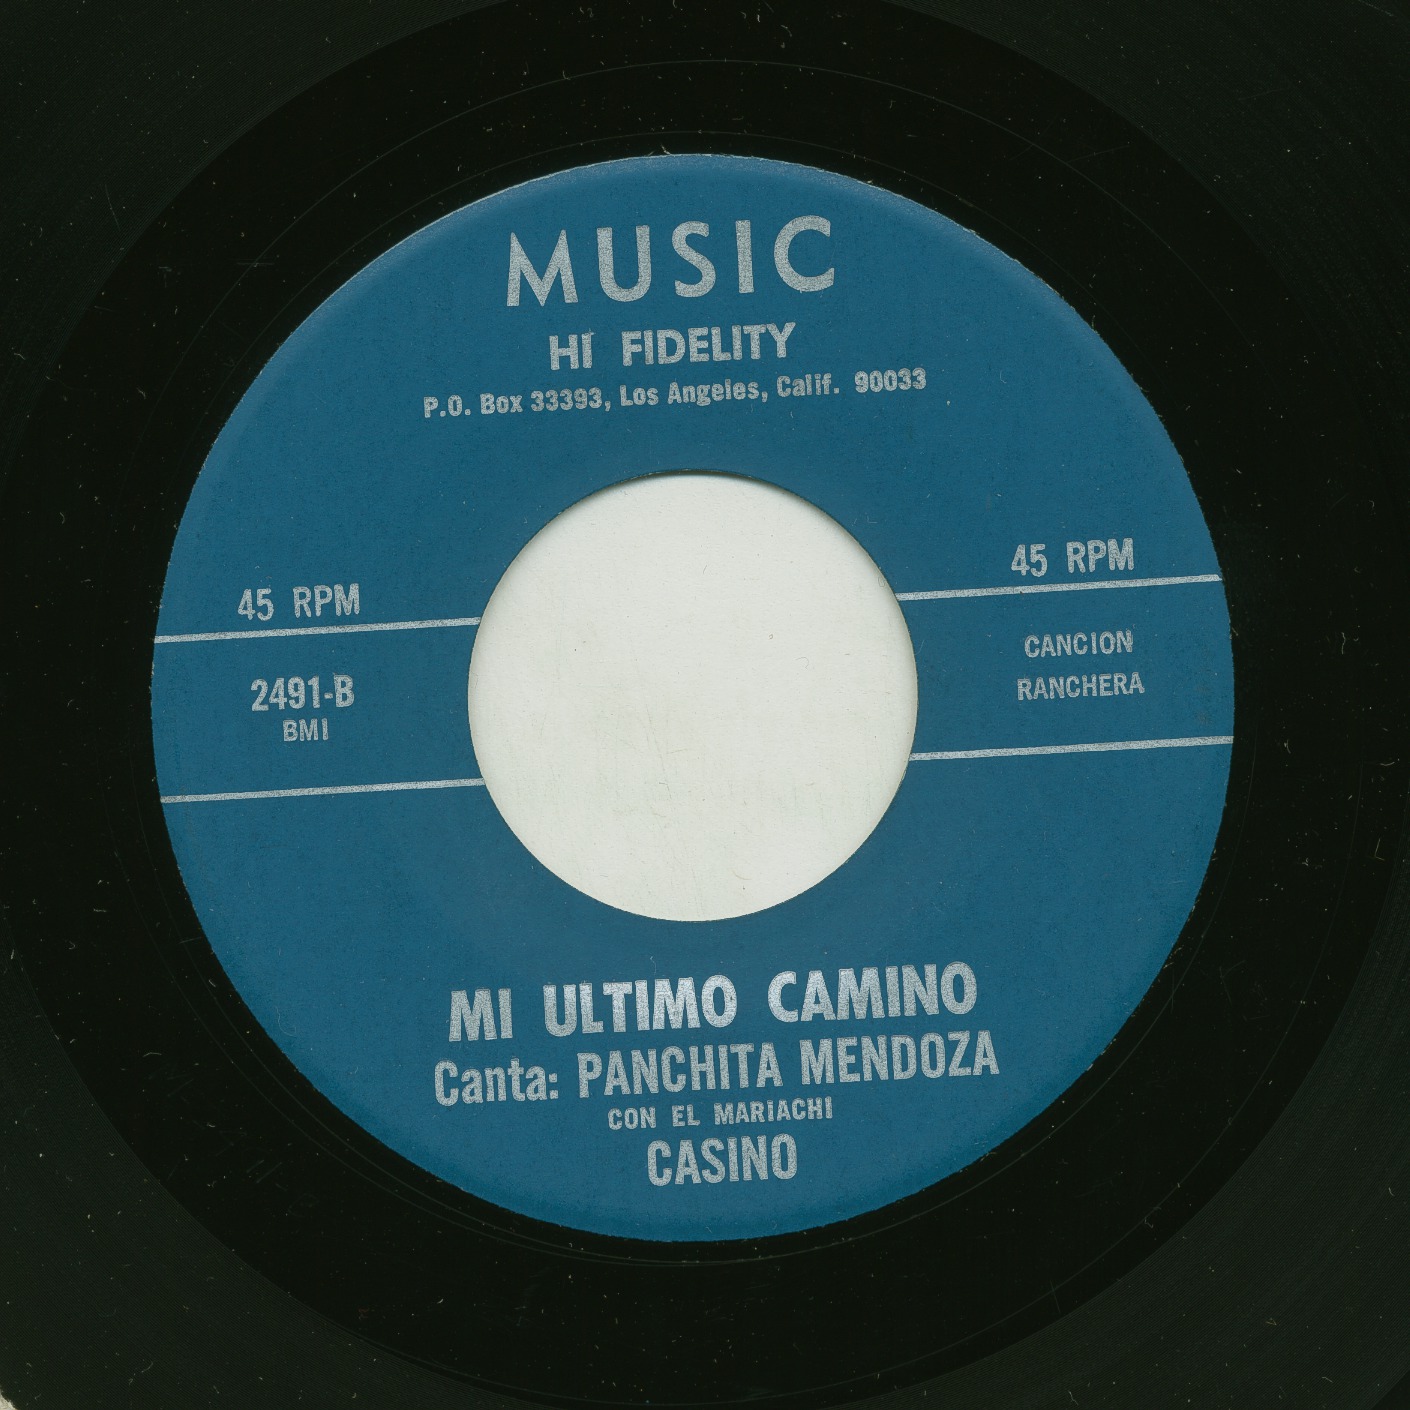 MUSIC
HI FIDELITY
P.O. Box 33393, Los Angeles, Calif. 90033
45 RPM
45 RPM
2491-B
BMI
CANCION
RANCHERA
MI ULTIMO CAMINO
Canta: PANCHITA MENDOZA
CON EL MARIACHI
CASINO